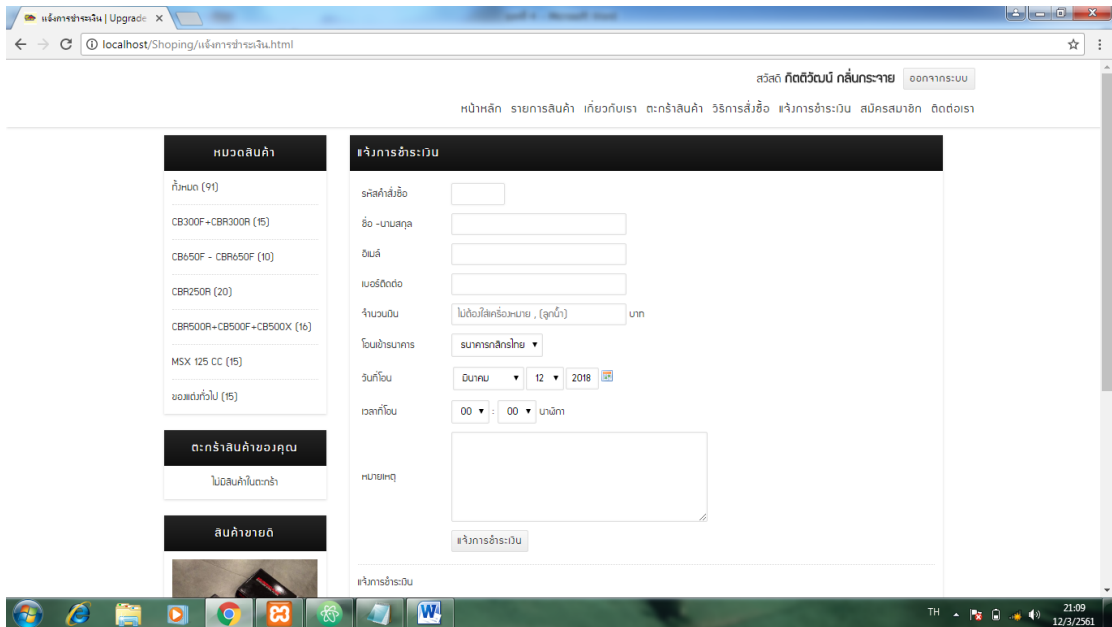 แจ้งการชำระเงิน | Upgrade
localhost/Shoping/แจ้งการชำระเงิน.html
สวัสดี กิตติวัฒน์ กลิ่นกระจาย ออกจากระบบ
หน้าหลัก รายการสินค้า เกี่ยวกับเรา ตะกร้าสินค้า วิธีการสั่งซื้อ แจ้งการชำระเงิน สมัครสมาชิก ติดต่อเรา
หมวดสินค้า
ทั้งหมด (91)
CB300F+CBR300R (15)
CB650F - CBR650F (10)
CBR250R (20)
CBR500R+CB500F+CB500X (16)
MSX 125 CC (15)
ของแต่งทั่วไป (15)
ตะกร้าสินค้าของคุณ
ไม่มีสินค้าในตะกร้า
สินค้าขายดี
แจ้งการชำระเงิน
รหัสคำสั่งซื้อ
ชื่อ -นามสกุล
อีเมล์
เบอร์ติดต่อ
จำนวนเงิน ไม่ต้องใส่เครื่องหมาย , (ลูกน้ำ) บาท
โอนเข้าธนาคาร ธนาคารกสิกรไทย
วันที่โอน มีนาคม 12 2018
เวลาที่โอน 00 : 00 นาฬิกา
หมายเหตุ
แจ้งการชำระเงิน
แจ้งการชำระเงิน
TH 21:09
12/3/2561